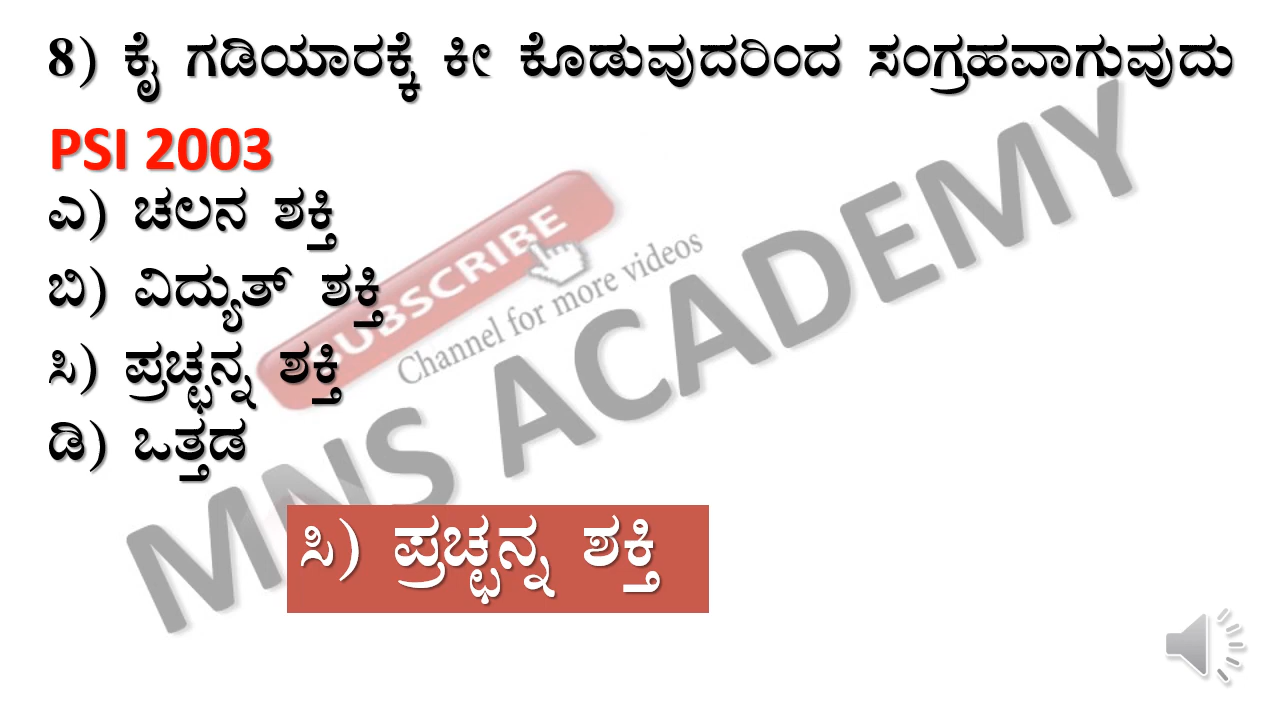 8) ಕೈ ಗಡಿಯಾರಕ್ಕೆ ಕೀ ಕೊಡುವುದರಿಂದ ಸಂಗ್ರಹವಾಗುವುದು
PSI 2003
ಎ) ಚಲನ ಶಕ್ತಿ
ಬಿ) ವಿದ್ಯುತ್ ಶಕ್ತಿ
ಸಿ) ಪ್ರಚ್ಛನ್ನ ಶಕ್ತಿ
ಡಿ) ಒತ್ತಡ
ಸಿ) ಪ್ರಚ್ಛನ್ನ ಶಕ್ತಿ
SUBSCRIBE
Channel for more videos
MNS ACADEMY